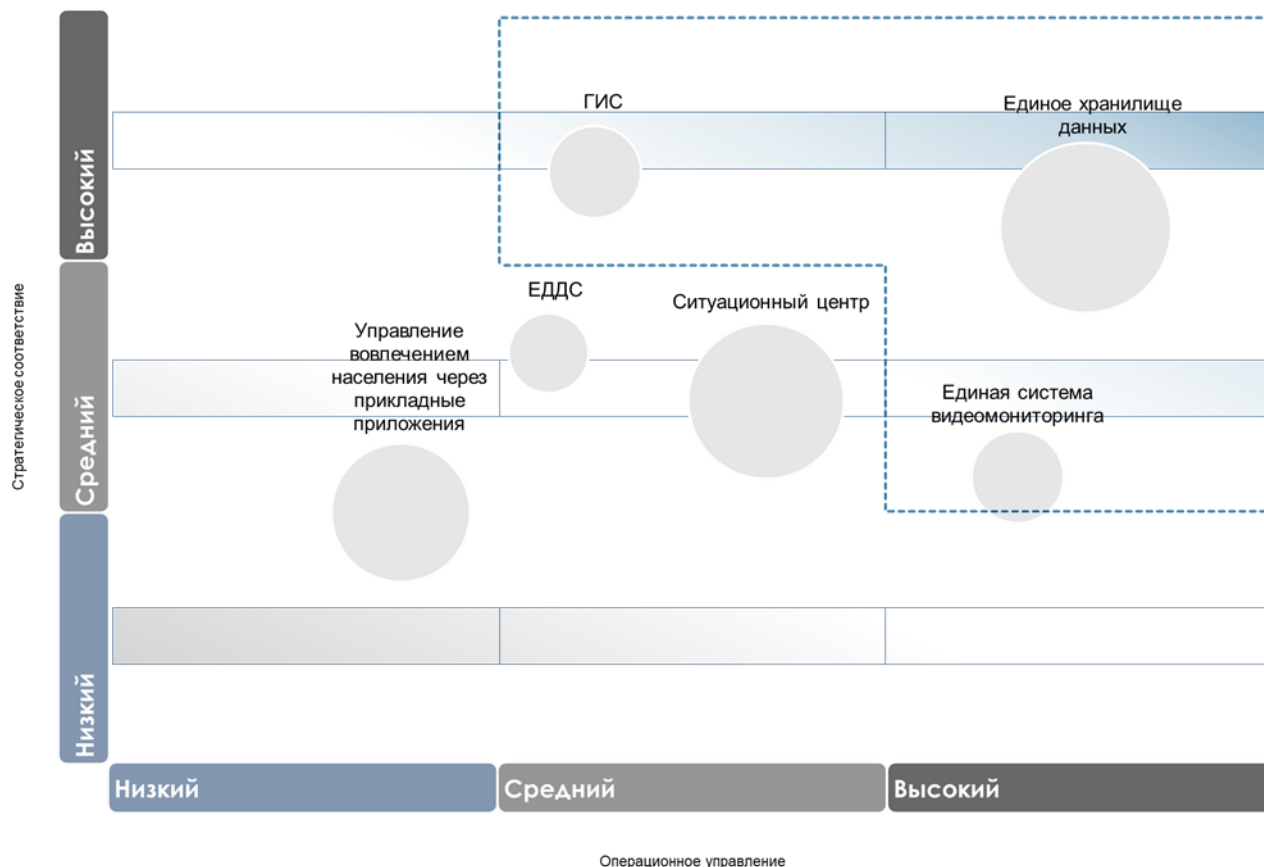 Стратегическое соответствие
Высокий
Средний
Низкий
ГИС
Единое хранилище
данных
ЕДДС
Ситуационный центр
Управление
вовлечением
населения через
прикладные
приложения
Единая система
видеомониторинга
Низкий
Средний
Высокий
Операционное управление